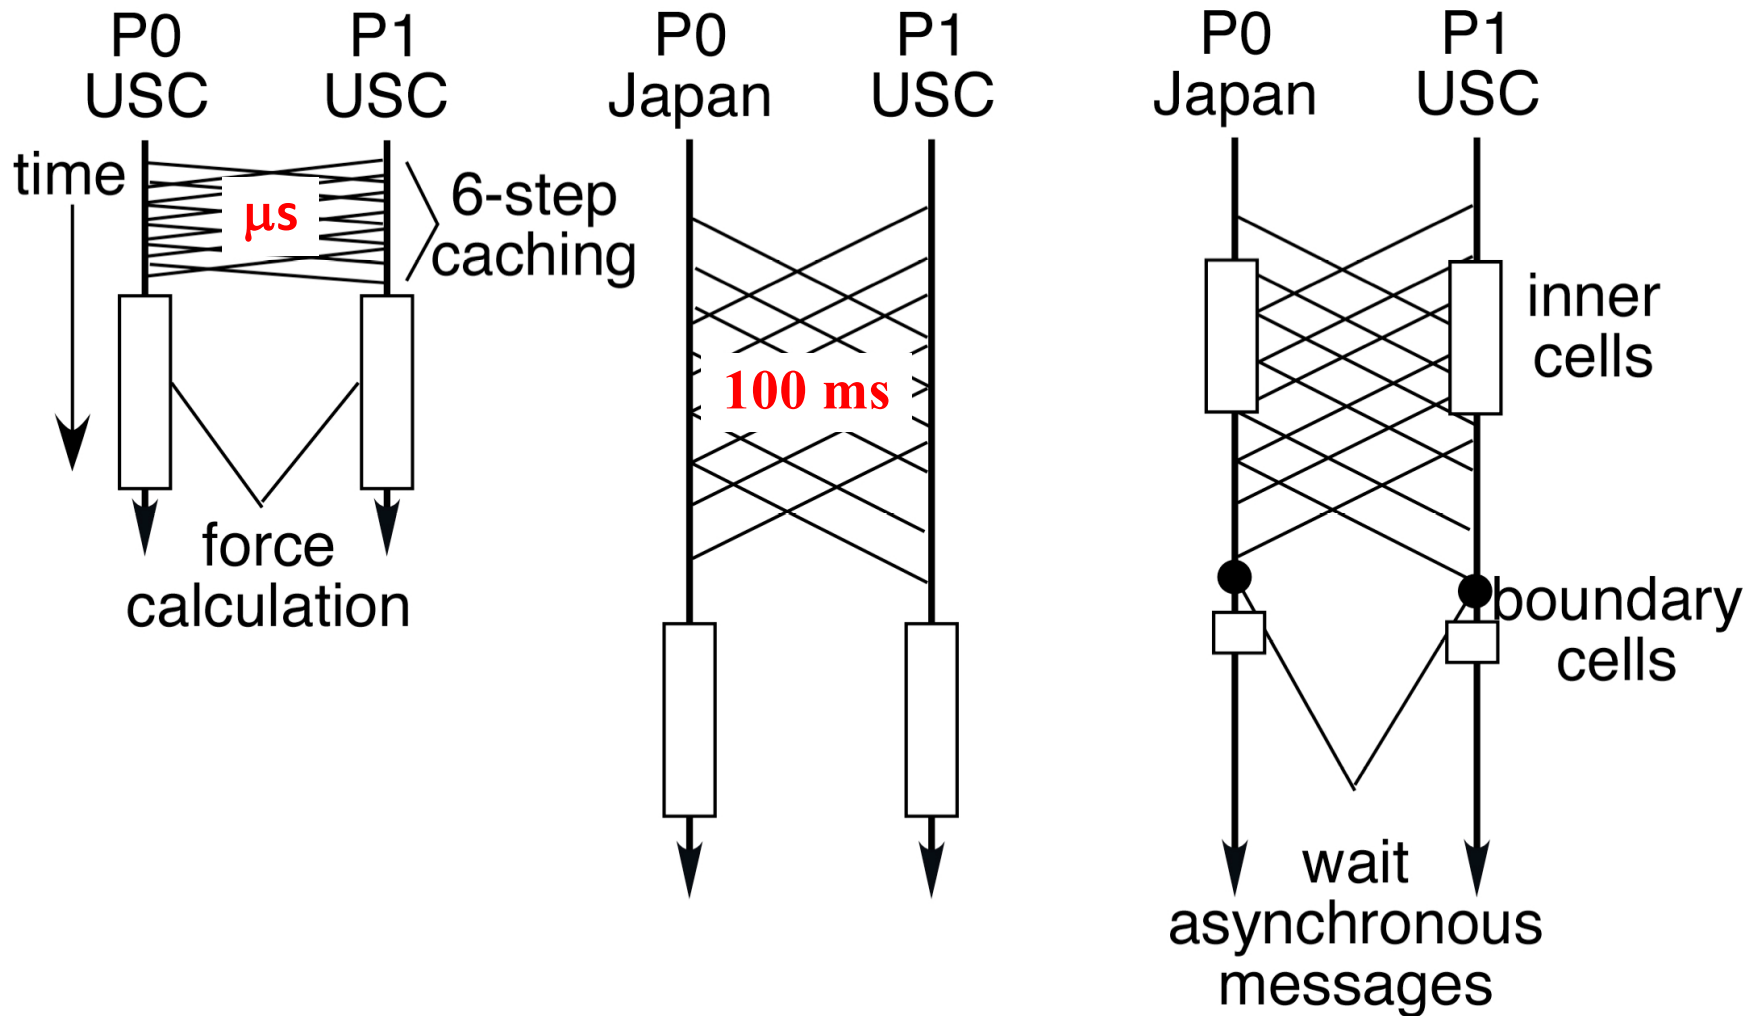 P0
USC
P1
USC
time
μs
6-step
caching
force
calculation
P0
Japan
P1
USC
100 ms
P0
Japan
P1
USC
inner
cells
boundary
cells
wait
asynchronous
messages